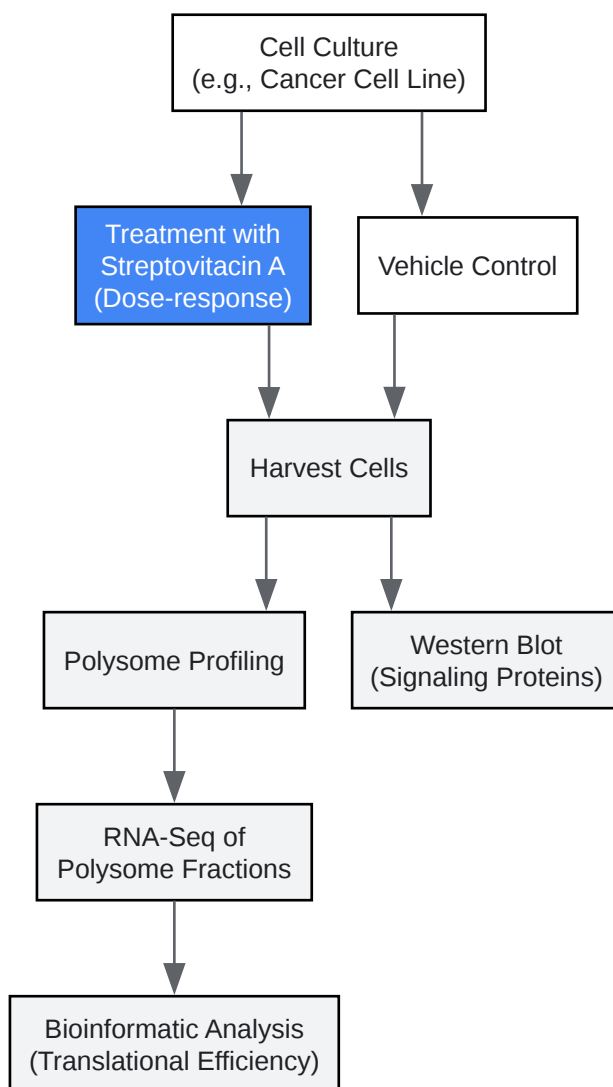 Cell Culture
(e.g., Cancer Cell Line)
Treatment with
Streptovitacin A
(Dose-response)
Vehicle Control
Harvest Cells
Polysome Profiling
Western Blot
(Signaling Proteins)
RNA-Seq of
Polysome Fractions
Bioinformatic Analysis
(Translational Efficiency)